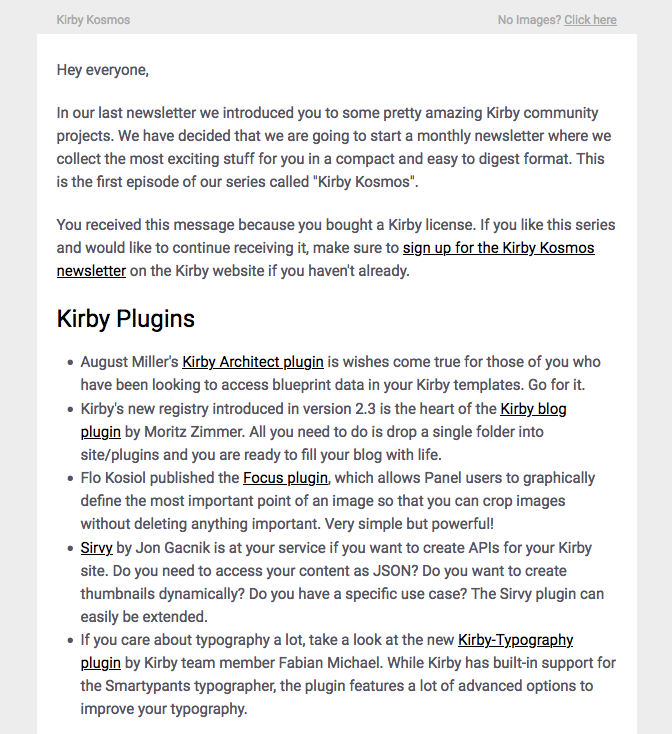 Kirby Kosmos
No Images? Click here
Hey everyone,
In our last newsletter we introduced you to some pretty amazing Kirby community
projects. We have decided that we are going to start a monthly newsletter where we
collect the most exciting stuff for you in a compact and easy to digest format. This
is the first episode of our series called "Kirby Kosmos".
You received this message because you bought a Kirby license. If you like this series
and would like to continue receiving it, make sure to sign up for the Kirby Kosmos
newsletter on the Kirby website if you haven't already.
Kirby Plugins
• August Miller's Kirby Architect plugin is wishes come true for those of you who
have been looking to access blueprint data in your Kirby templates. Go for it.
• Kirby's new registry introduced in version 2.3 is the heart of the Kirby blog
plugin by Moritz Zimmer. All you need to do is drop a single folder into
site/plugins and you are ready to fill your blog with life.
• Flo Kosiol published the Focus plugin, which allows Panel users to graphically
define the most important point of an image so that you can crop images
without deleting anything important. Very simple but powerful!
• Sirvy by Jon Gacnik is at your service if you want to create APIs for your Kirby
site. Do you need to access your content as JSON? Do you want to create
thumbnails dynamically? Do you have a specific use case? The Sirvy plugin can
easily be extended.
• If you care about typography a lot, take a look at the new Kirby-Typography
plugin by Kirby team member Fabian Michael. While Kirby has built-in support for
the Smartypants typographer, the plugin features a lot of advanced options to
improve your typography.